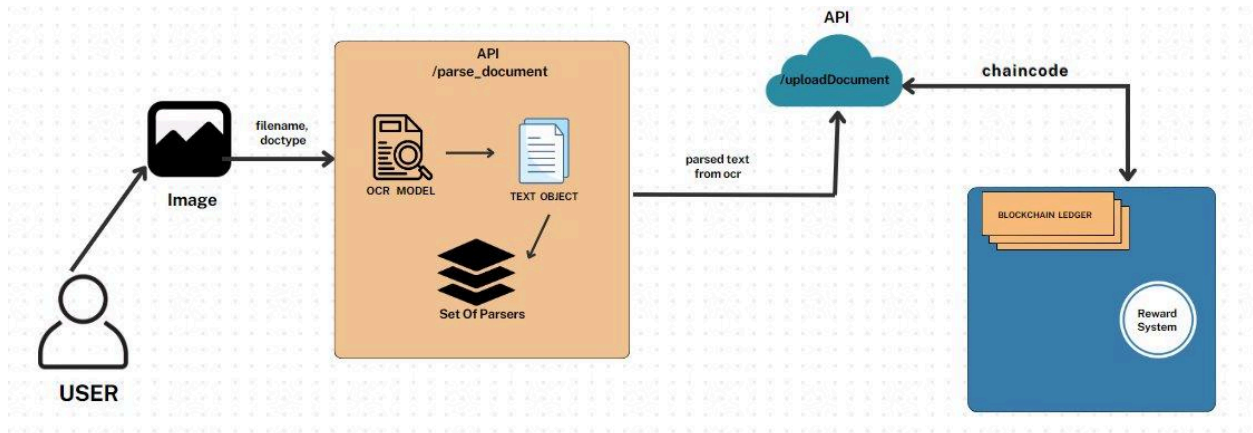 USER
Image
filename,
doctype
API
/parse_document
OCR MODEL
TEXT OBJECT
Set Of Parsers
parsed text
from ocr
API
/uploadDocument
chaincode
BLOCKCHAIN LEDGER
Reward
System